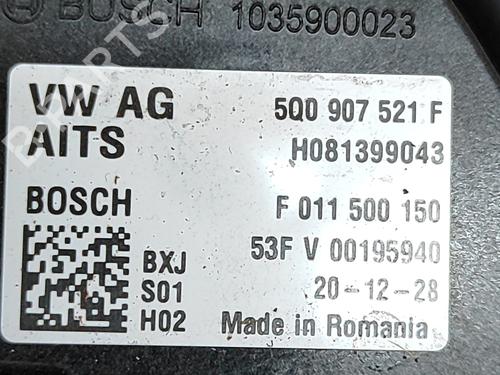 BOSCH 1035900023
VW AG 5Q0 907 521 F
AITS H081399043
BOSCH F 011 500 150
53F V 00195940
BXJ
S01 20-12-28
H02 Made in Romania